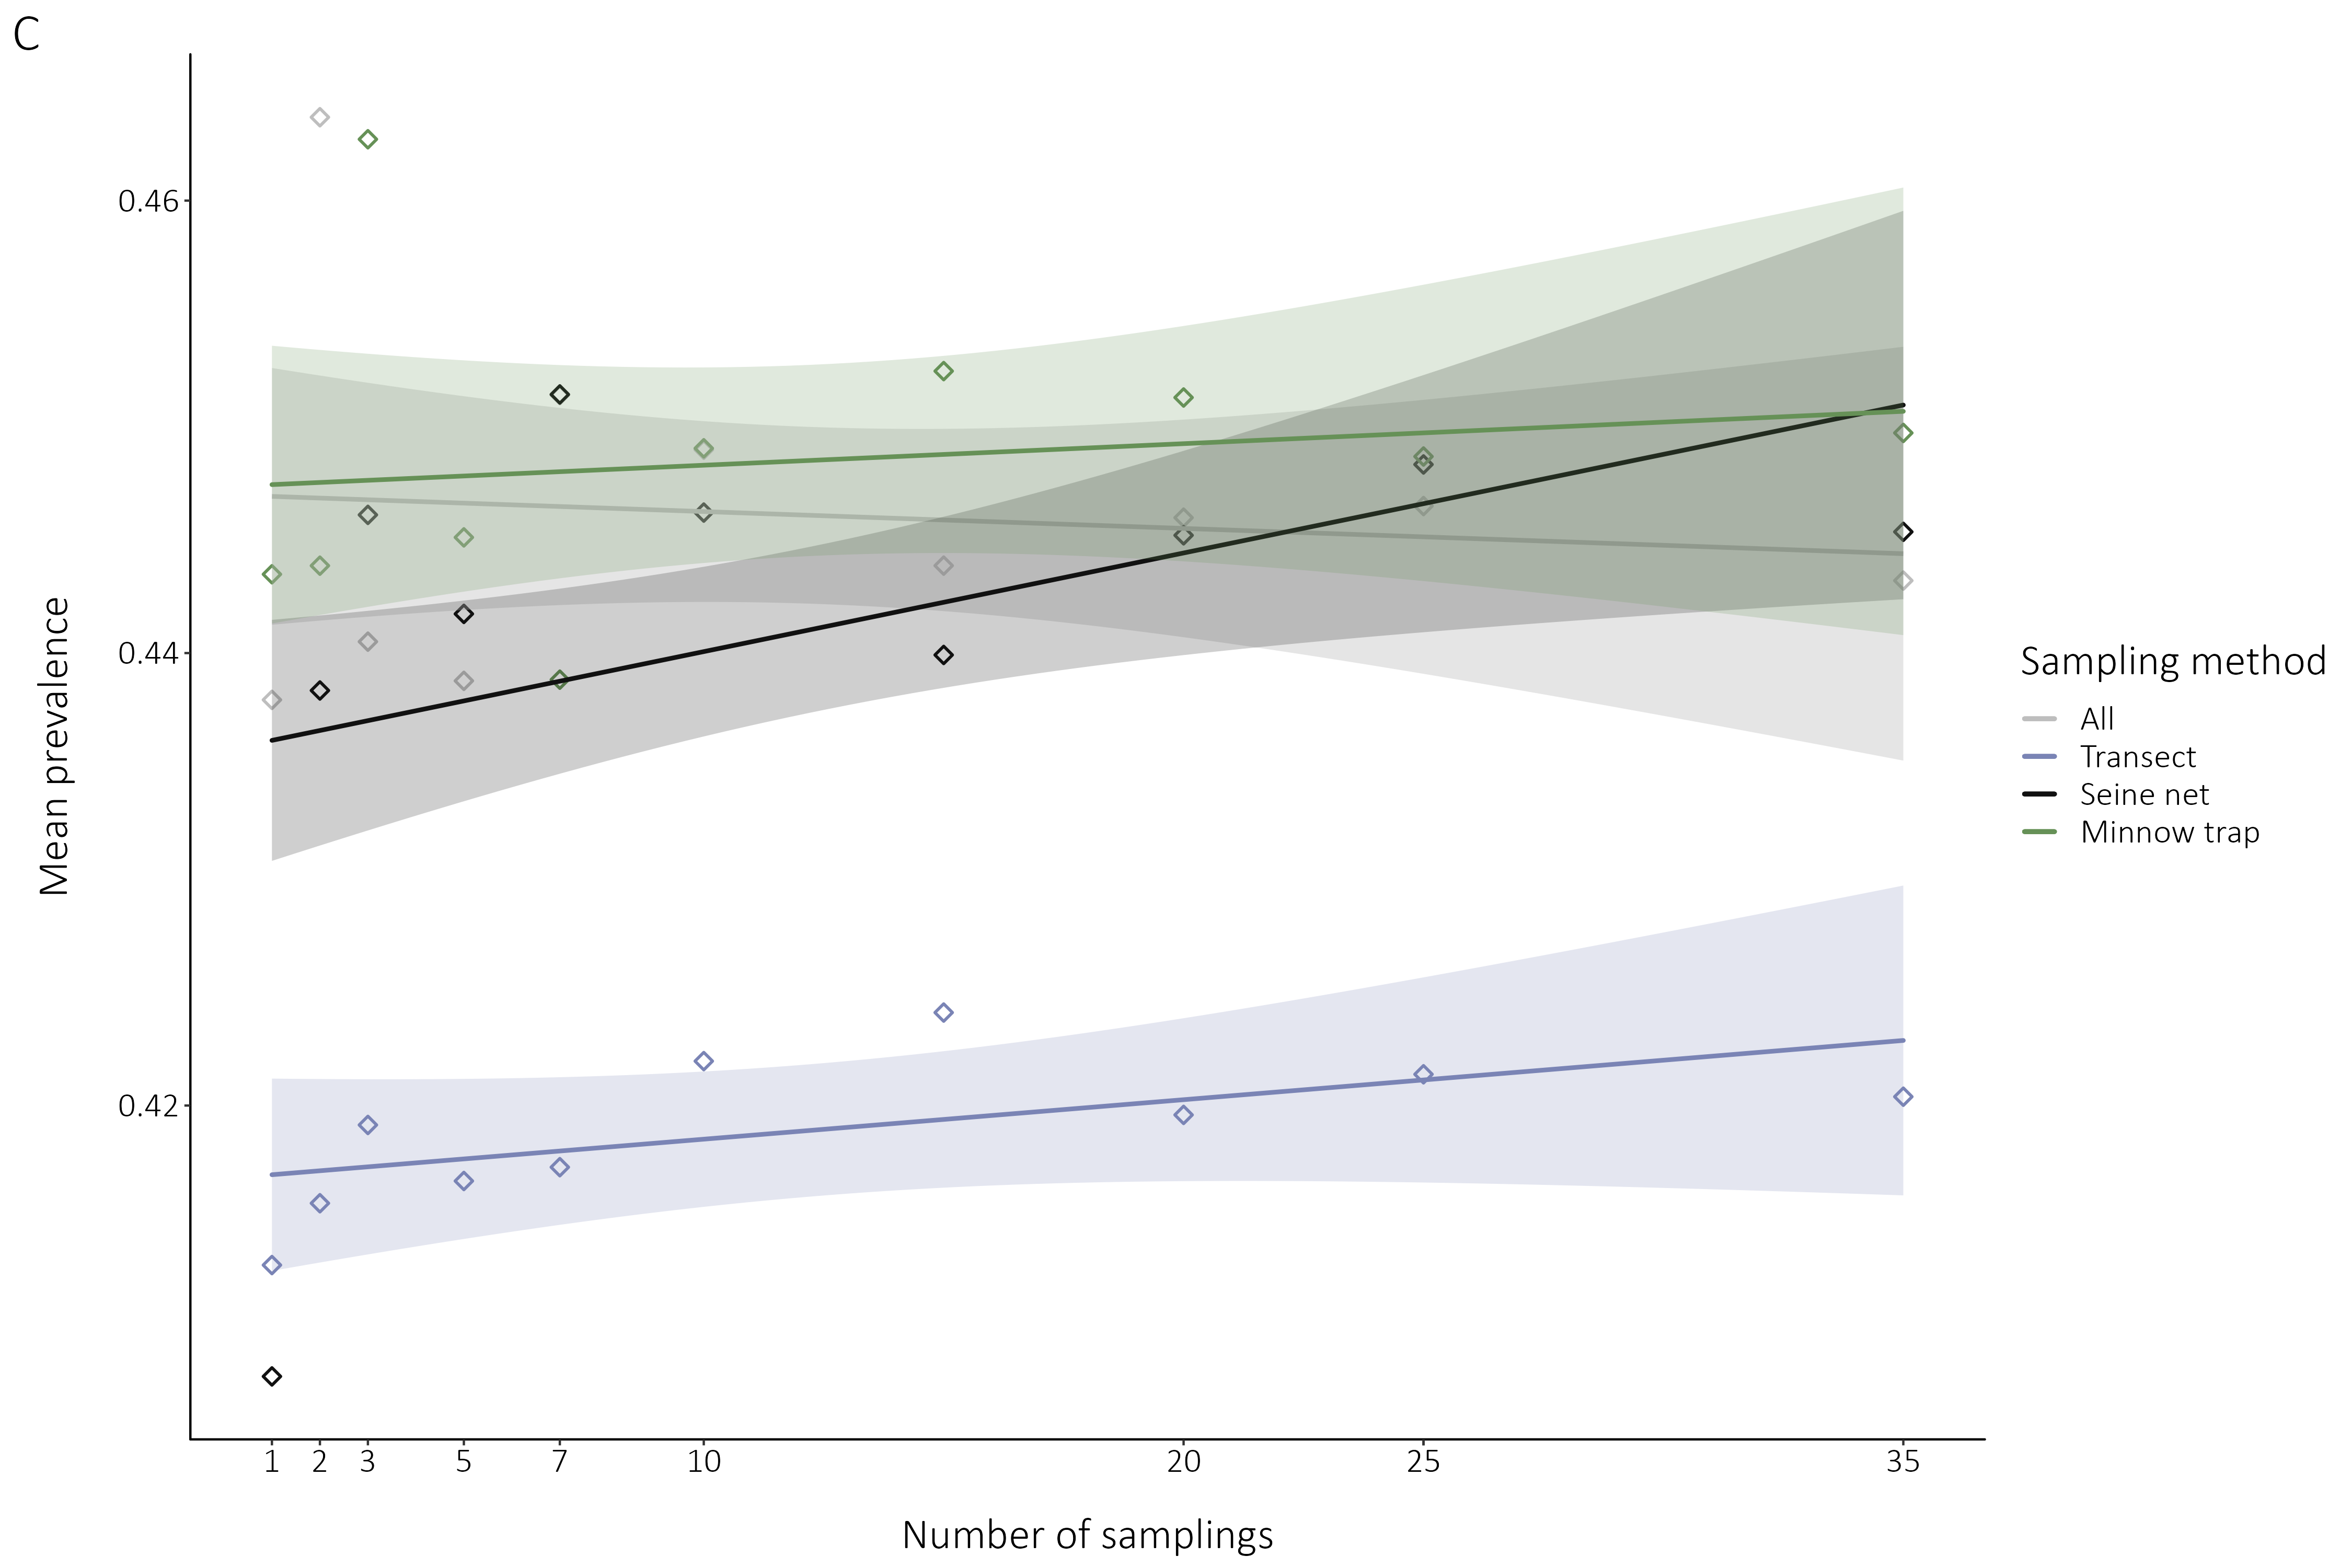 C
0.46
0.44
0.42
Mean prevalence
1 2 3 5 7 10 20 25 35
Number of samplings
Sampling method
All
Transect
Seine net
Minnow trap